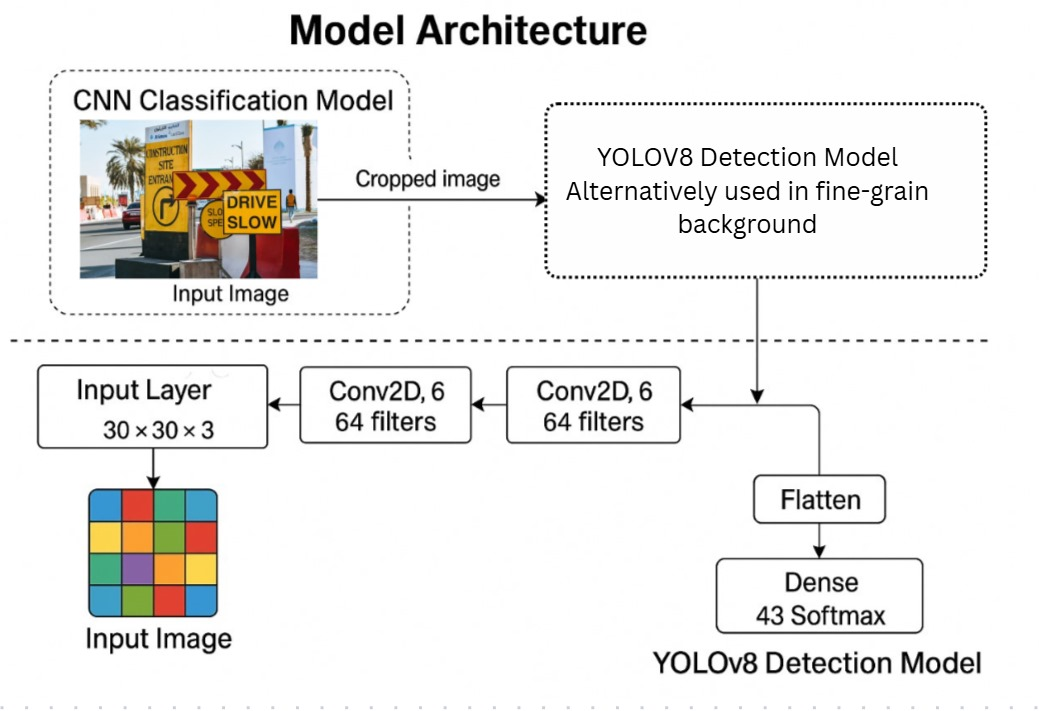 Model Architecture
CNN Classification Model
CONSTRUCTION
SITE
ENTRAN
SLO
SPE
DRIVE
SLOW
Input Image
Cropped image
YOLOV8 Detection Model
Alternatively used in fine-grain
background
Input Layer
30 × 30 × 3
Conv2D, 6
64 filters
Conv2D, 6
64 filters
Flatten
Dense
43 Softmax
Input Image
YOLOv8 Detection Model